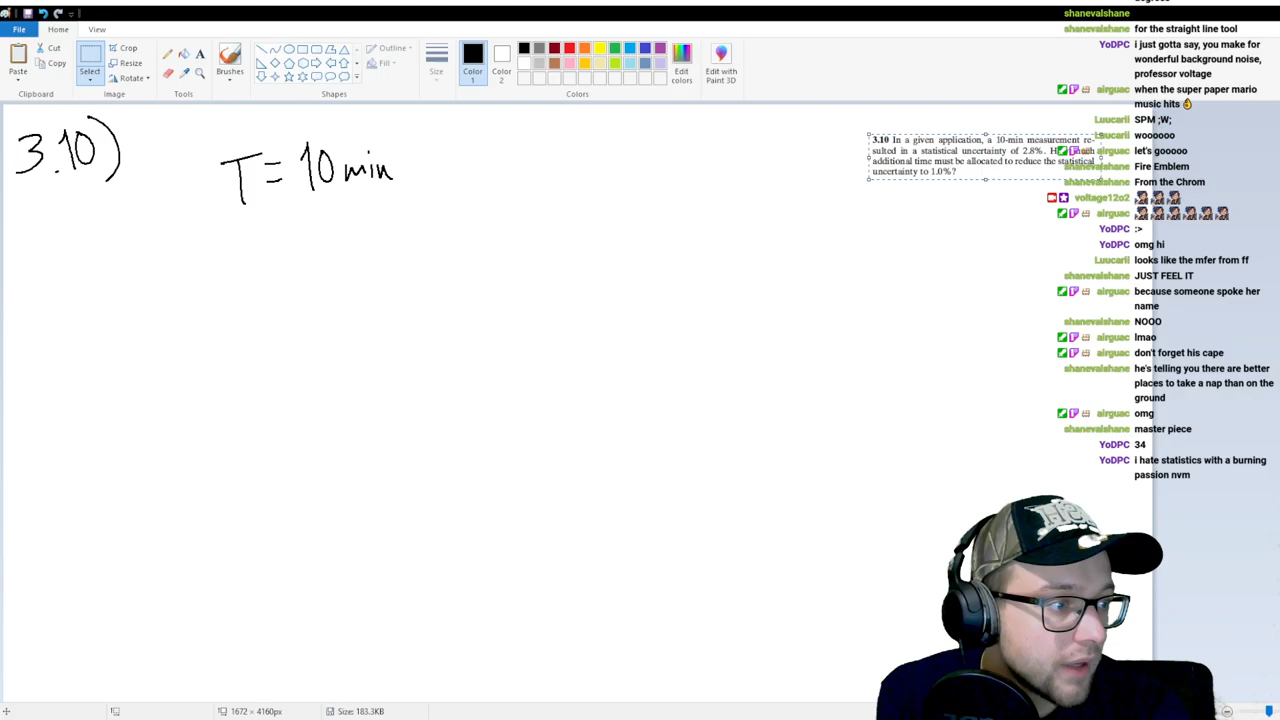 degrees
shanevalshane
File
Home
View
Paste
Cut
Copy
Clipboard
Select
Crop
Resize
Rotate
Image
Tools
Brushes
Shapes
Outline
Fill
Size
Color
1
Color
2
Colors
Edit
colors
Edit with
Paint 3D
3.10)
T = 10 min
3.10 In a given application, a 10-min measurement re-
sulted in a statistical uncertainty of 2.8%.
additional time must be allocated to reduce the statistical
uncertainty to 1.0%?
shanevalshane for the straight line tool
YoDPC i just gotta say, you make for
wonderful background noise,
professor voltage
airguac when the super paper mario
music hits 👌
Luucarii SPM ;W;
Luucarii woooooo
airguac let's gooooo
shanevalshane Fire Emblem
shanevalshane From the Chrom
voltage12o2
airguac
YoDPC :>
YoDPC omg hi
Luucarii looks like the mfer from ff
shanevalshane JUST FEEL IT
airguac because someone spoke her
name
shanevalshane NOOO
airguac lmao
airguac don't forget his cape
shanevalshane he's telling you there are better
places to take a nap than on the
ground
airguac omg
shanevalshane master piece
YoDPC 34
YoDPC i hate statistics with a burning
passion nvm
1672 × 4160px
Size: 183.3KB